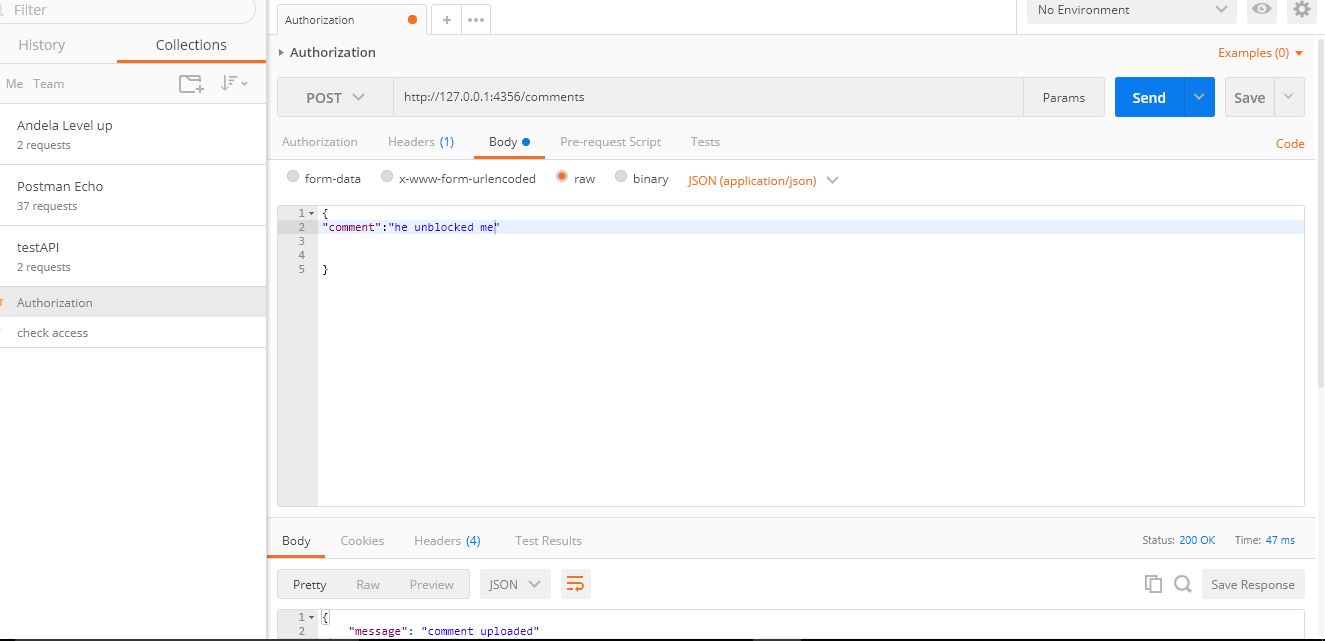 Filter
History Collections
Me Team
Andela Level up
2 requests
Postman Echo
37 requests
testAPI
2 requests
Authorization
check access
Authorization + •••
No Environment
Authorization
Examples (0)
POST http://127.0.0.1:4356/comments Params Send Save
Authorization Headers (1) Body Pre-request Script Tests Code
form-data x-www-form-urlencoded raw binary JSON (application/json)
1 {
2 "comment":"he unblocked me"
3
4
5 }
Body Cookies Headers (4) Test Results Status: 200 OK Time: 47 ms
Pretty Raw Preview JSON Save Response
1 {
2 "message": "comment uploaded"